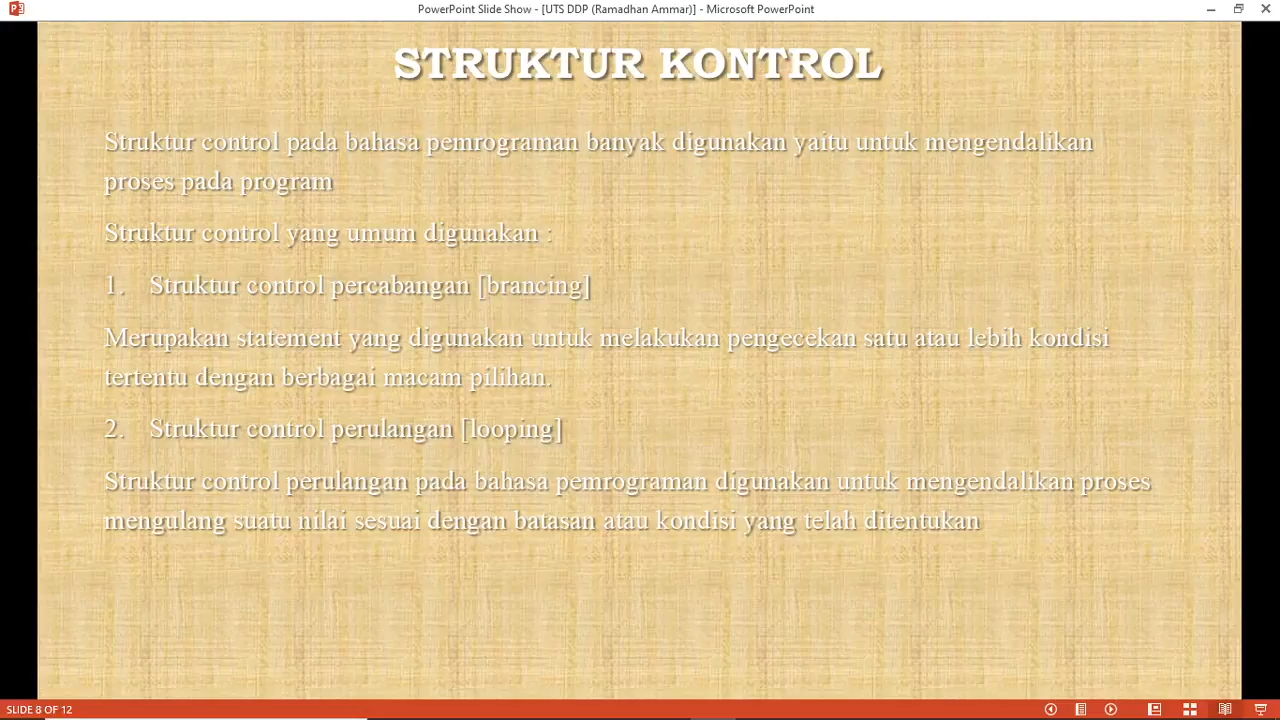 PowerPoint Slide Show - [UTS DDP (Ramadhan Ammar)] - Microsoft PowerPoint
STRUKTUR KONTROL
Struktur control pada bahasa pemrograman banyak digunakan yaitu untuk mengendalikan
proses pada program
Struktur control yang umum digunakan :
1. Struktur control percabangan [brancing]
Merupakan statement yang digunakan untuk melakukan pengecekan satu atau lebih kondisi
tertentu dengan berbagai macam pilihan.
2. Struktur control perulangan [looping]
Struktur control perulangan pada bahasa pemrograman digunakan untuk mengendalikan proses
mengulang suatu nilai sesuai dengan batasan atau kondisi yang telah ditentukan
SLIDE 8 OF 12